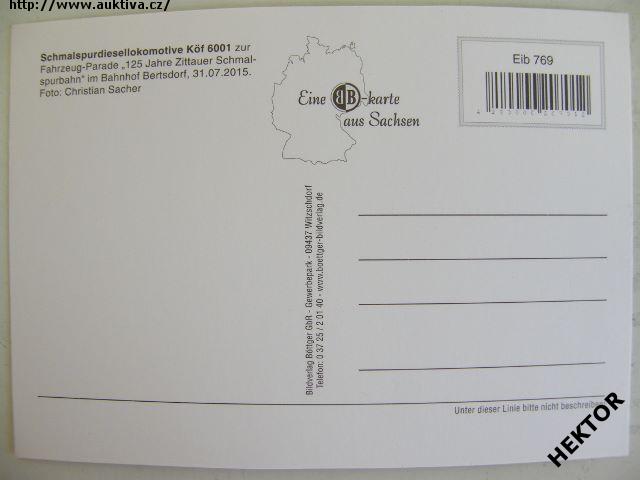 http://www.auktiva.cz/
Schmalspurdiesellokomotive Köf 6001 zur
Fahrzeug-Parade „125 Jahre Zittauer Schmal-
spurbahn" im Bahnhof Bertsdorf, 31.07.2015.
Foto: Christian Sacher
Eine BB-karte
aus Sachsen
Eib 769
Bildverlag Böttger GbR - Gewerbepark - 09437 Witzschdorf
Telefon: 0 37 25 / 2 01 40 - www.boettger-bildverlag.de
Unter dieser Linie bitte nicht beschreiben
HEKTOR